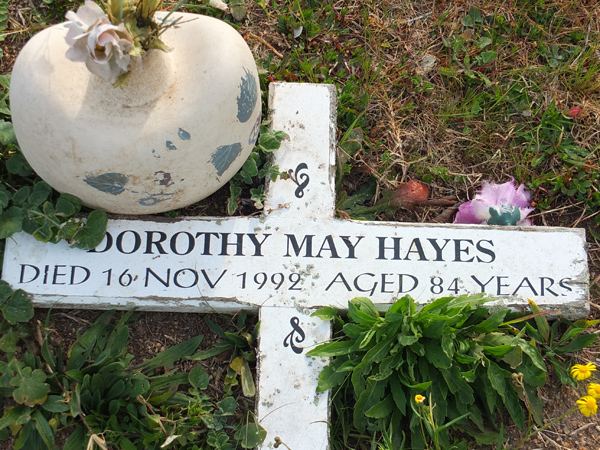 DOROTHY MAY HAYES
DIED 16 NOV 1992 AGED 84 YEARS